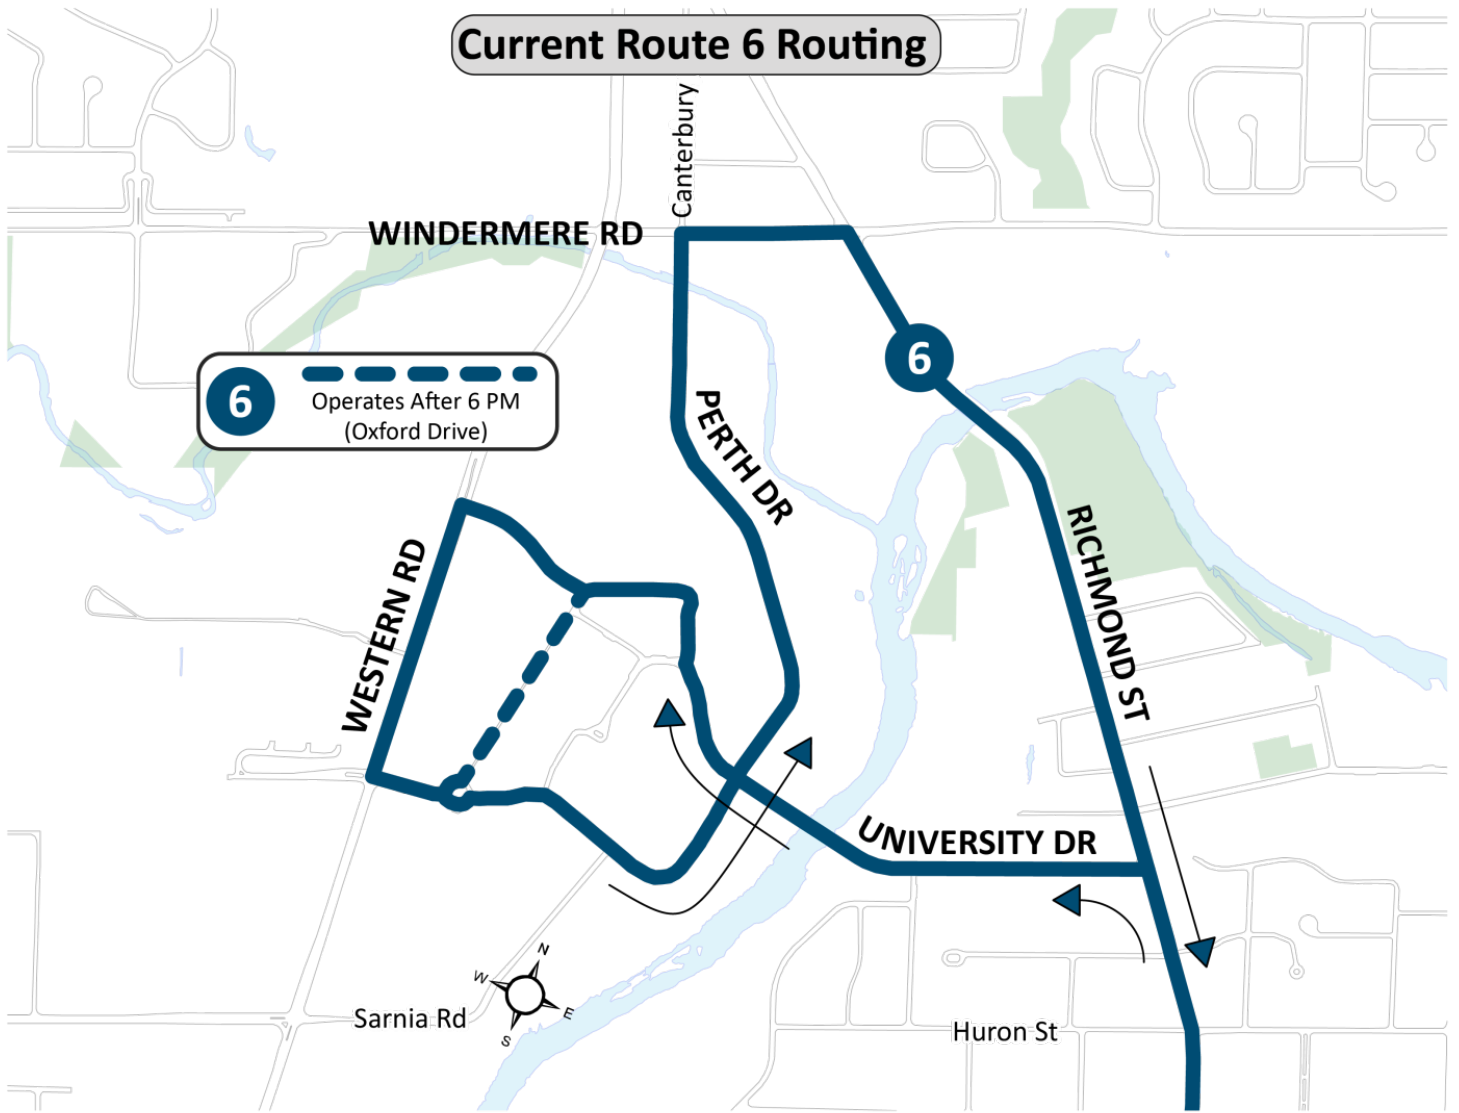 Current Route 6 Routing
Canterbury
WINDERMERE RD
6
6
Operates After 6 PM
(Oxford Drive)
PERTH DR
RICHMOND ST
WESTERN RD
UNIVERSITY DR
N
W
E
S
Sarnia Rd
Huron St